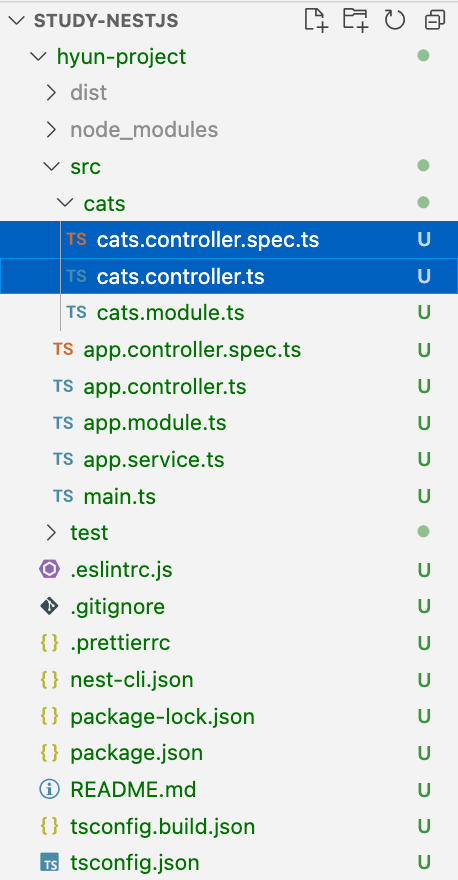 STUDY-NESTJS
hyun-project
dist
node_modules
src
cats
TS cats.controller.spec.ts U
TS cats.controller.ts U
TS cats.module.ts U
TS app.controller.spec.ts U
TS app.controller.ts U
TS app.module.ts U
TS app.service.ts U
TS main.ts U
test
.eslintrc.js U
.gitignore U
{} .prettierrc U
{} nest-cli.json U
{} package-lock.json U
{} package.json U
README.md U
{} tsconfig.build.json U
TS tsconfig.json U